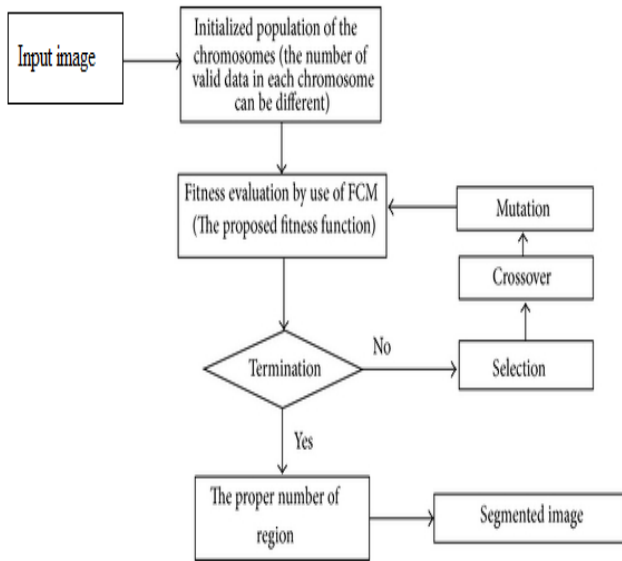 Input image
Initialized population of the
chromosomes (the number of
valid data in each chromosome
can be different)
Fitness evaluation by use of FCM
(The proposed fitness function)
Mutation
Crossover
Selection
Termination
No
Yes
The proper number of
region
Segmented image